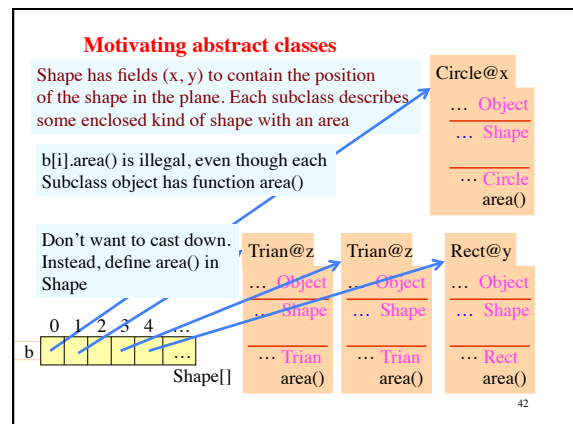 Motivating abstract classes
Shape has fields (x, y) to contain the position
of the shape in the plane. Each subclass describes
some enclosed kind of shape with an area
b[i].area() is illegal, even though each
Subclass object has function area()
Don't want to cast down.
Instead, define area() in
Shape
Circle@x
… Object
… Shape
… Circle
area()
Trian@z
… Object
… Shape
… Trian
area()
Trian@z
… Object
… Shape
… Trian
area()
Rect@y
… Object
… Shape
… Rect
area()
0 1 2 3 4 …
b …
Shape[]
42